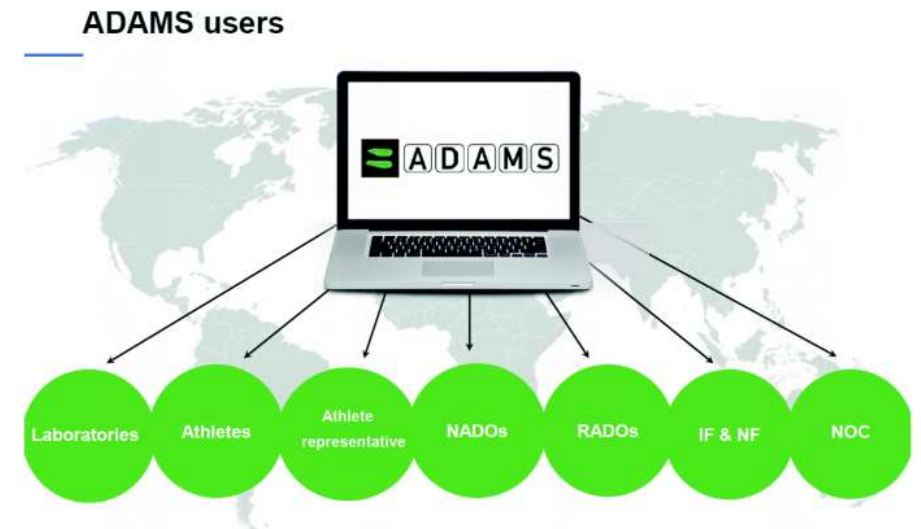 ADAMS users
ADAMS
Laboratories
Athletes
Athlete
representative
NADOs
RADOs
IF & NF
NOC